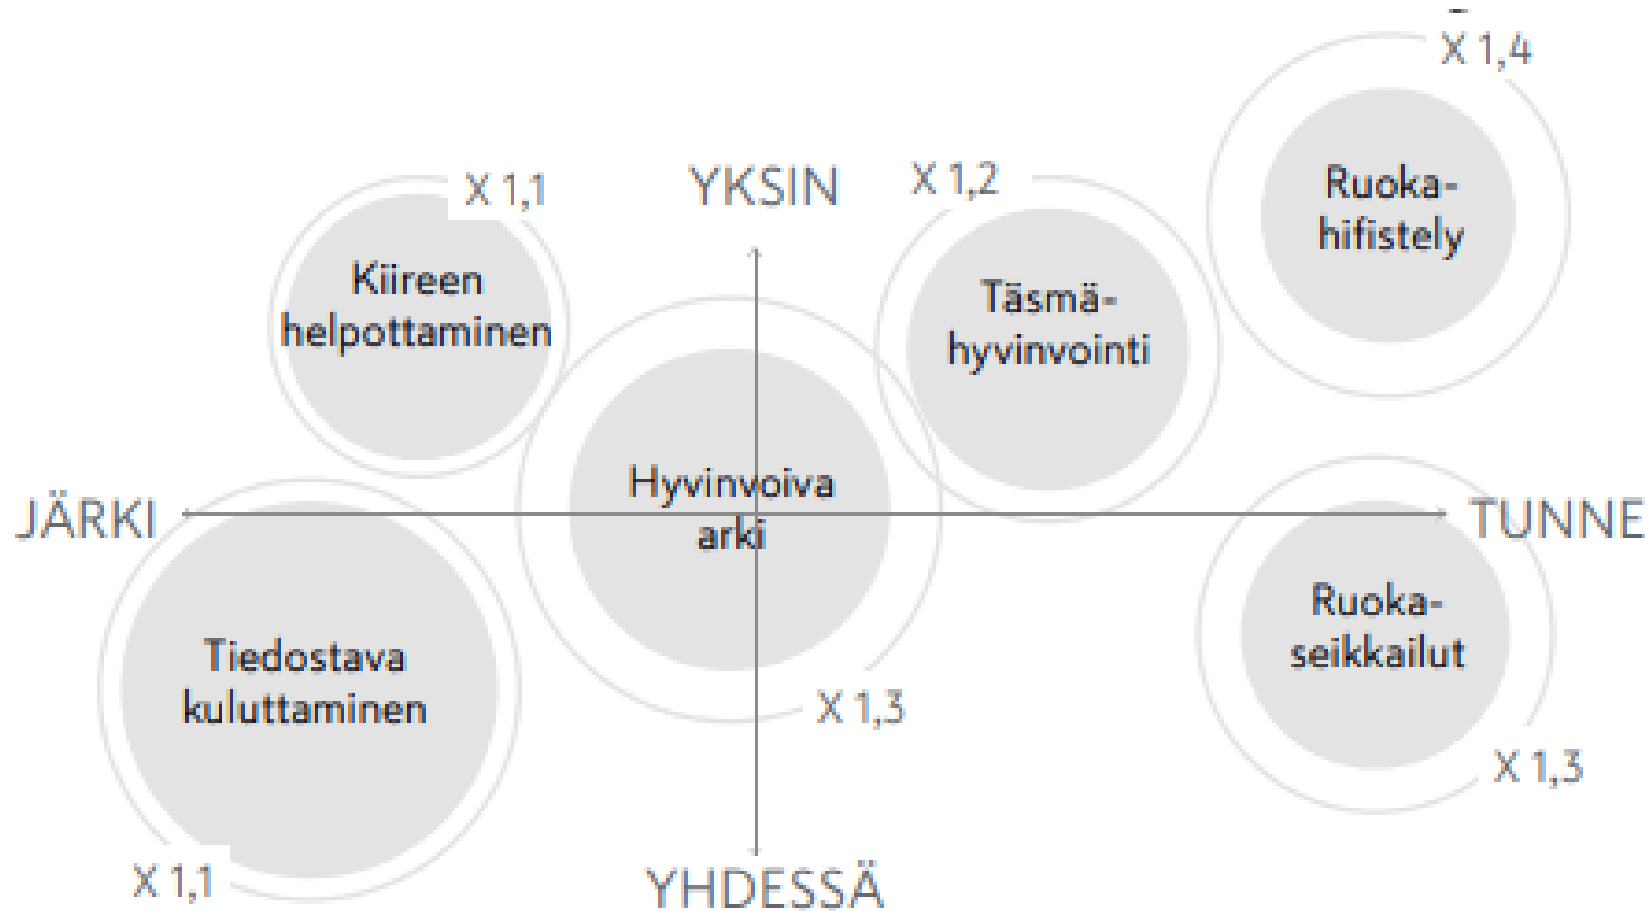 X 1,4
X 1,1
YKSIN
X 1,2
Ruoka-
hifistely
Kiireen
helpottaminen
Täsmä-
hyvinvointi
Hyvinvoiva
arki
JÄRKI
TUNNE
Ruoka-
seikkailut
Tiedostava
kuluttaminen
X 1,3
X 1,3
X 1,1
YHDESSÄ